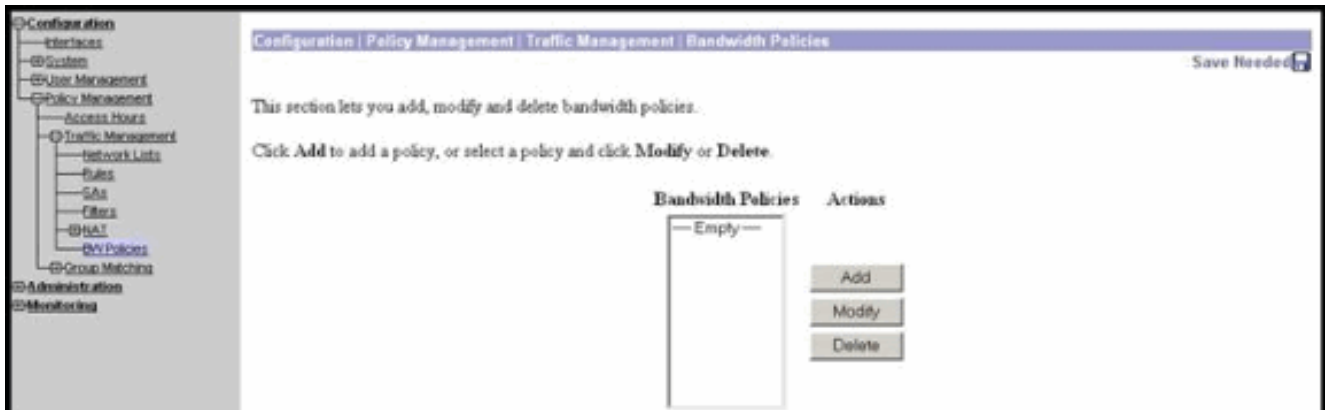 Configuration
Interfaces
System
User Management
Policy Management
Access Hours
Traffic Management
Network Lists
Rules
SAs
Filters
NAT
BW Policies
Group Matching
Administration
Monitoring
Configuration | Policy Management | Traffic Management | Bandwidth Policies
Save Needed
This section lets you add, modify and delete bandwidth policies.
Click Add to add a policy, or select a policy and click Modify or Delete.
Bandwidth Policies Actions
—Empty—
Add
Modify
Delete